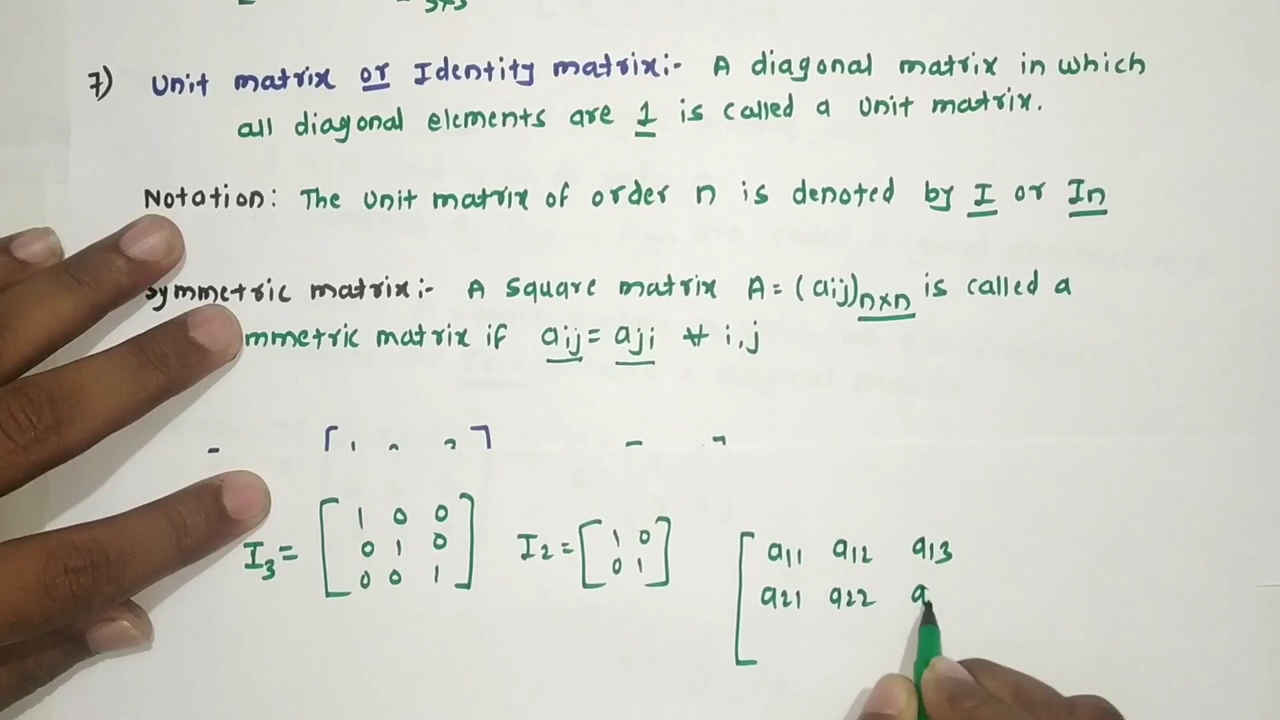 3×3
7) Unit matrix or Identity matrix:- A diagonal matrix in which
all diagonal elements are 1 is called a unit matrix.
Notation: The unit matrix of order n is denoted by I or In
Symmetric matrix:- A square matrix A = (aij)n×n is called a
mmetric matrix if aij = aji ∀ i,j
I3 = [ 1 0 0
0 1 0
0 0 1 ]
I2 = [ 1 0
0 1 ]
[ a11 a12 a13
a21 a22 a